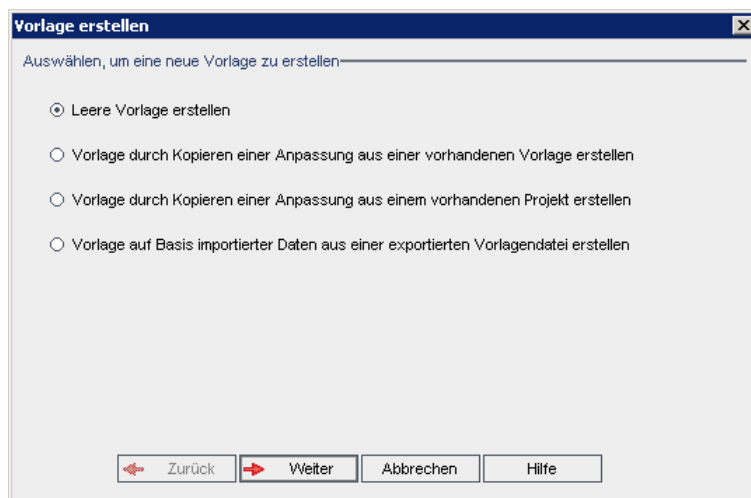 Vorlage erstellen
Auswählen, um eine neue Vorlage zu erstellen
Leere Vorlage erstellen
Vorlage durch Kopieren einer Anpassung aus einer vorhandenen Vorlage erstellen
Vorlage durch Kopieren einer Anpassung aus einem vorhandenen Projekt erstellen
Vorlage auf Basis importierter Daten aus einer exportierten Vorlagendatei erstellen
Zurück Weiter Abbrechen Hilfe